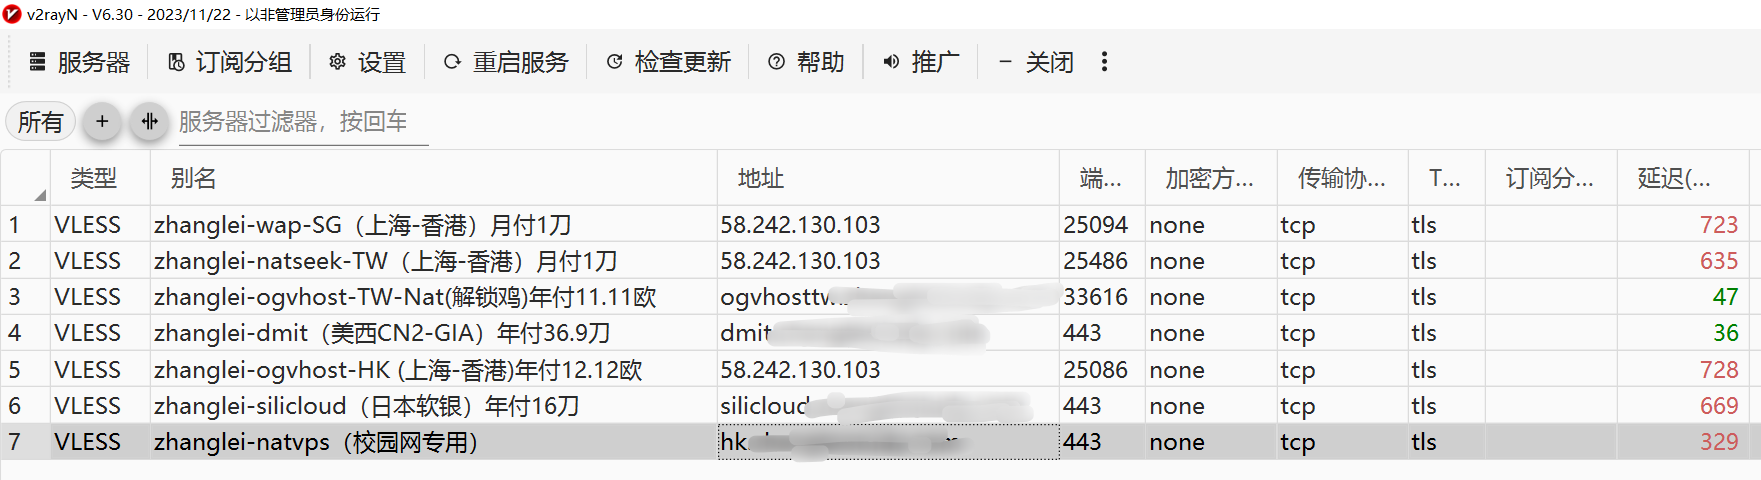 v2rayN - V6.30 - 2023/11/22 - 以非管理员身份运行
服务器 订阅分组 设置 重启服务 检查更新 帮助 推广 关闭
所有 服务器过滤器，按回车
类型 别名 地址 端... 加密方... 传输协... T... 订阅分... 延迟(...
1 VLESS zhanglei-wap-SG（上海-香港）月付1刀 58.242.130.103 25094 none tcp tls 723
2 VLESS zhanglei-natseek-TW（上海-香港）月付1刀 58.242.130.103 25486 none tcp tls 635
3 VLESS zhanglei-ogvhost-TW-Nat(解锁鸡)年付11.11欧 ogvhosttw 33616 none tcp tls 47
4 VLESS zhanglei-dmit（美西CN2-GIA）年付36.9刀 dmit 443 none tcp tls 36
5 VLESS zhanglei-ogvhost-HK (上海-香港)年付12.12欧 58.242.130.103 25086 none tcp tls 728
6 VLESS zhanglei-silicloud（日本软银）年付16刀 silicloud 443 none tcp tls 669
7 VLESS zhanglei-natvps（校园网专用） hk 443 none tcp tls 329